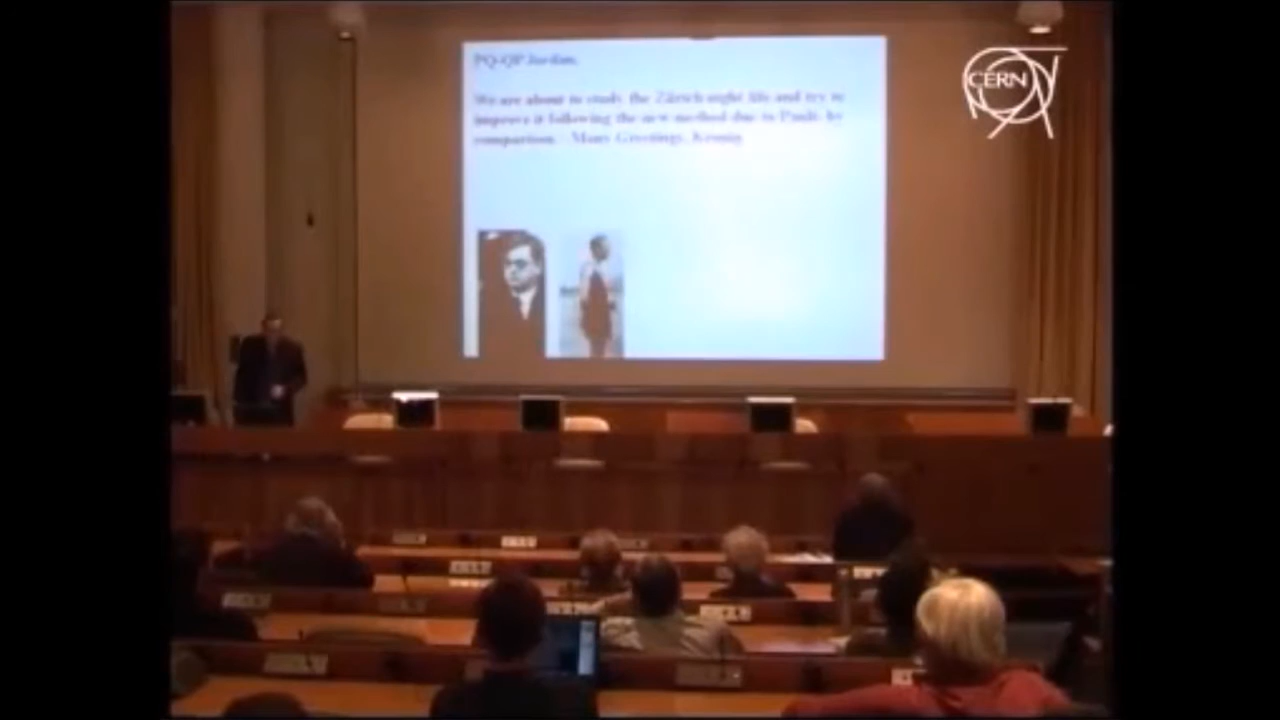 PQ-QP Jordan,
We are about to study the Zürich night life and try to
improve it following the new method due to Pauli: by
comparison. Many Greetings, Kronig
CERN